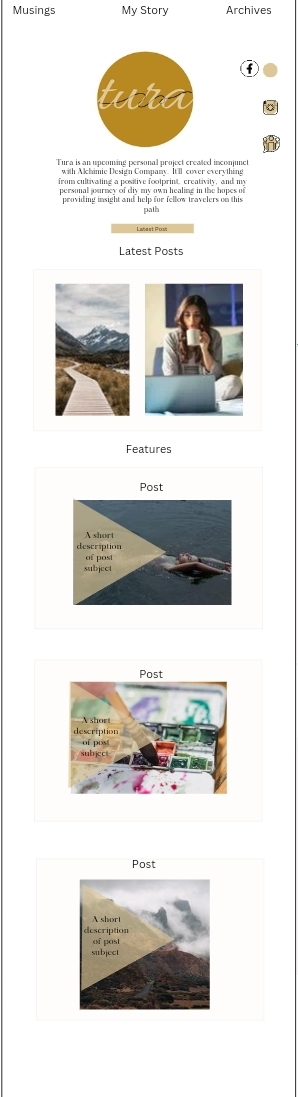 Musings My Story Archives
tura
Tura is an upcoming personal project created inconjunct
with Alchimie Design Company. It'll cover everything
from cultivating a positive footprint, creativity, and my
personal journey of diy my own healing in the hopes of
providing insight and help for fellow travelers on this
path
Latest Post
Latest Posts
Features
Post
A short
description
of post
subject
Post
A short
description
of post
subject
Post
A short
description
of post
subject